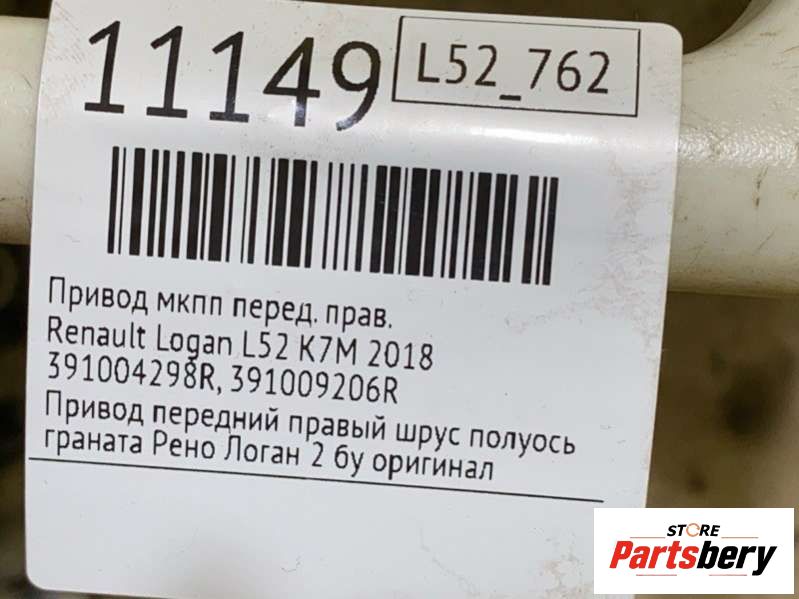 11149
L52_762
Привод мкпп перед. прав.
Renault Logan L52 K7M 2018
391004298R, 391009206R
Привод передний правый шрус полуось
граната Рено Логан 2 бу оригинал
STORE
Partsbery